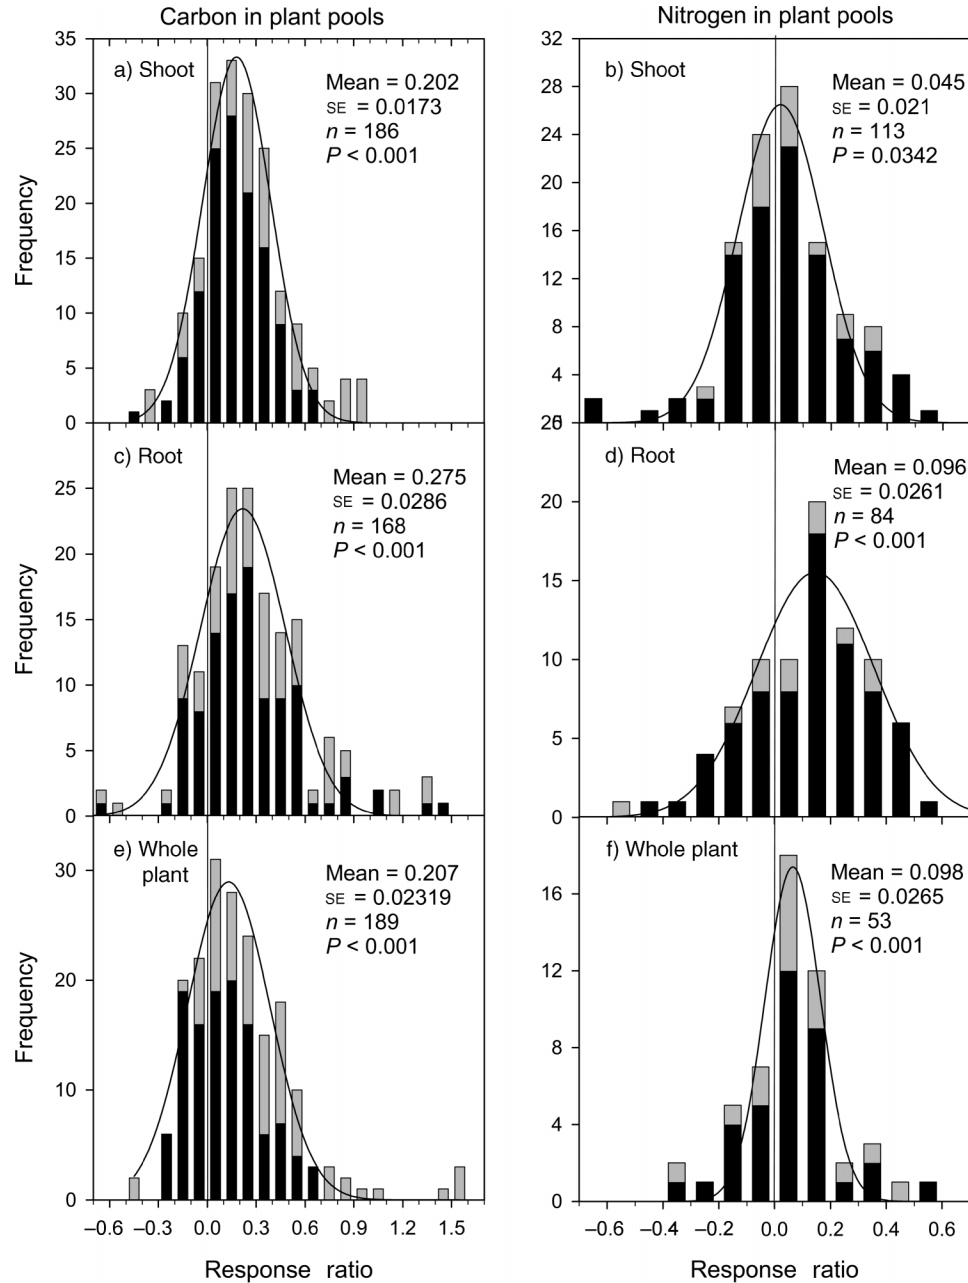 Carbon in plant pools
Nitrogen in plant pools
35
30
25
20
15
10
5
0
Frequency
a) Shoot
Mean = 0.202
SE = 0.0173
n = 186
P < 0.001
32
28
24
20
16
12
8
4
Frequency
b) Shoot
Mean = 0.045
SE = 0.021
n = 113
P = 0.0342
25
20
15
10
5
0
Frequency
c) Root
Mean = 0.275
SE = 0.0286
n = 168
P < 0.001
20
15
10
5
0
Frequency
d) Root
Mean = 0.096
SE = 0.0261
n = 84
P < 0.001
30
20
10
0
Frequency
e) Whole
plant
Mean = 0.207
SE = 0.02319
n = 189
P < 0.001
–0.6 –0.3 0.0 0.3 0.6 0.9 1.2 1.5
Response ratio
16
12
8
4
0
Frequency
f) Whole plant
Mean = 0.098
SE = 0.0265
n = 53
P < 0.001
–0.6 –0.4 –0.2 0.0 0.2 0.4 0.6
Response ratio